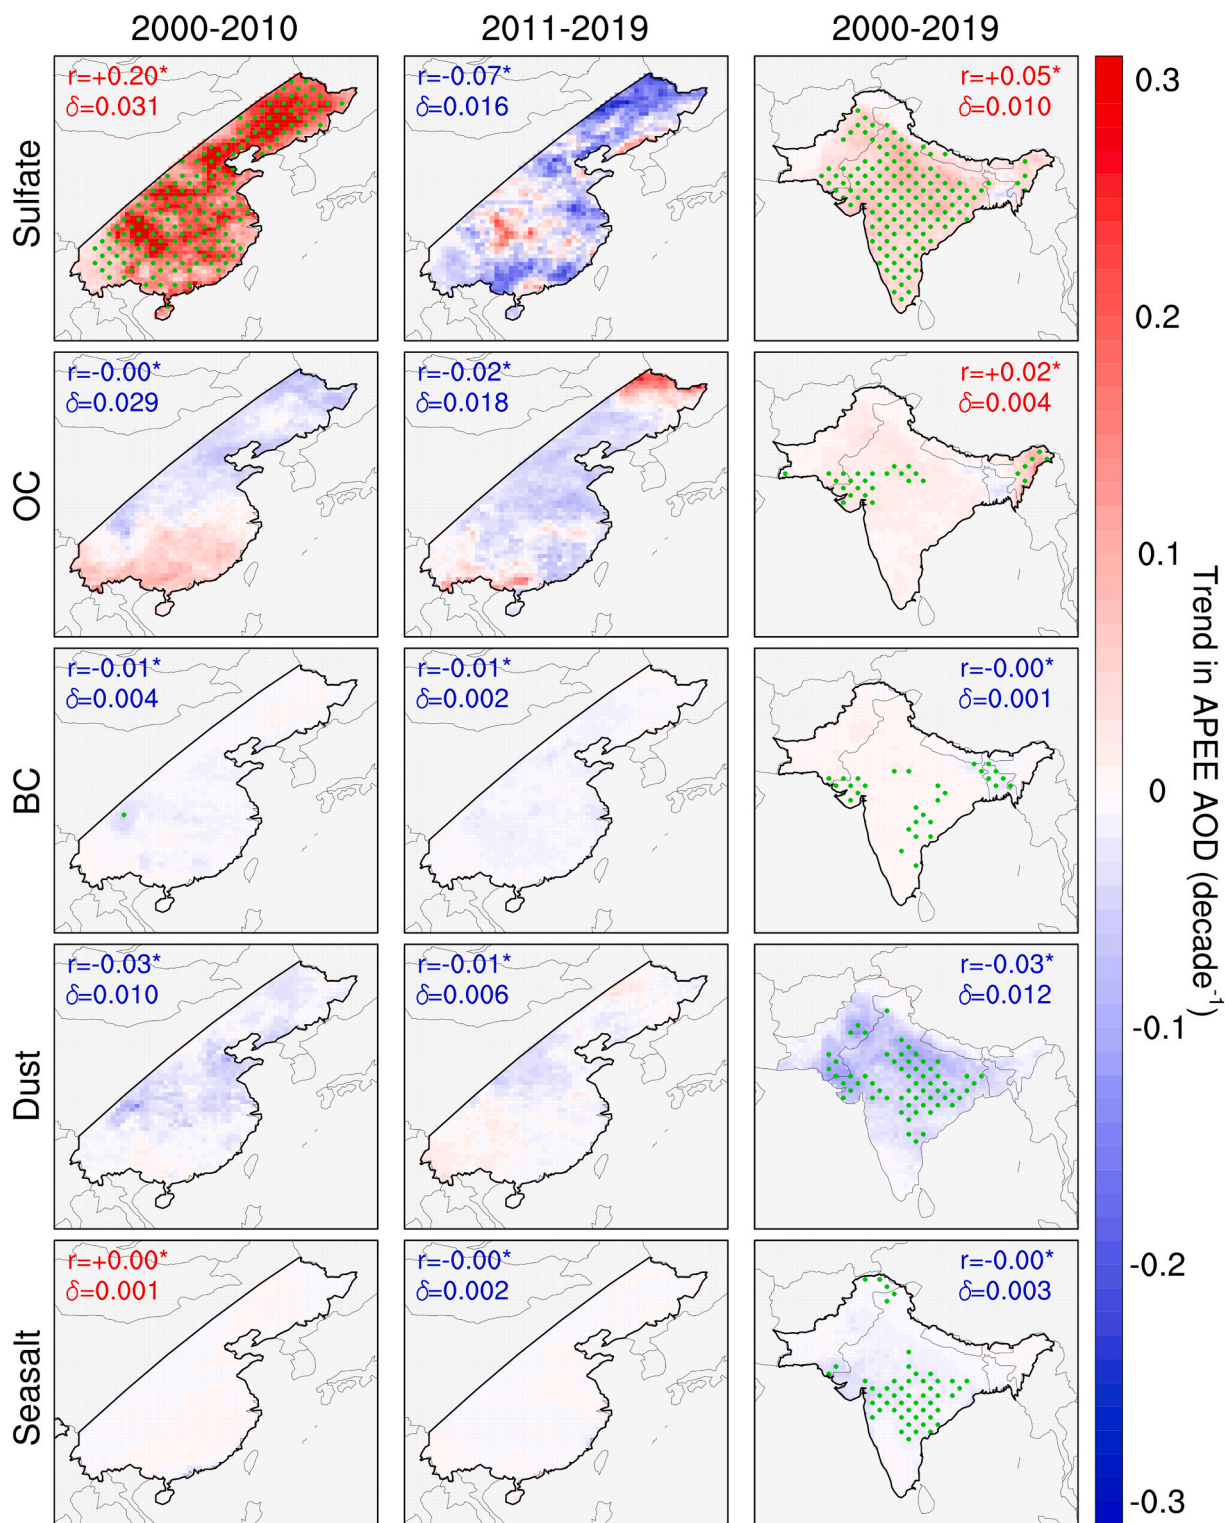 2000-2010 2011-2019 2000-2019
Sulfate
r=+0.20* r=-0.07* r=+0.05*
δ=0.031 δ=0.016 δ=0.010
OC
r=-0.00* r=-0.02* r=+0.02*
δ=0.029 δ=0.018 δ=0.004
BC
r=-0.01* r=-0.01* r=-0.00*
δ=0.004 δ=0.002 δ=0.001
Dust
r=-0.03* r=-0.01* r=-0.03*
δ=0.010 δ=0.006 δ=0.012
Seasalt
r=+0.00* r=-0.00* r=-0.00*
δ=0.001 δ=0.002 δ=0.003
0.3
0.2
0.1
0
-0.1
-0.2
-0.3
Trend in APEE AOD (decade⁻¹)